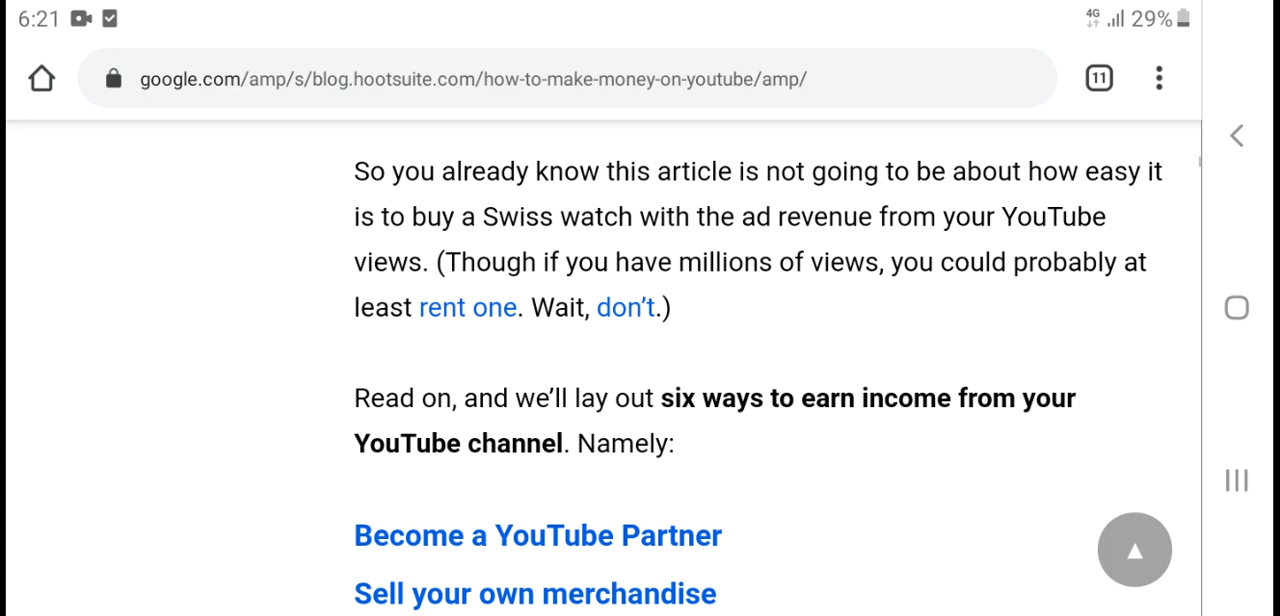 6:21
4G 29%
google.com/amp/s/blog.hootsuite.com/how-to-make-money-on-youtube/amp/
11
So you already know this article is not going to be about how easy it
is to buy a Swiss watch with the ad revenue from your YouTube
views. (Though if you have millions of views, you could probably at
least rent one. Wait, don’t.)
Read on, and we’ll lay out six ways to earn income from your
YouTube channel. Namely:
Become a YouTube Partner
Sell your own merchandise